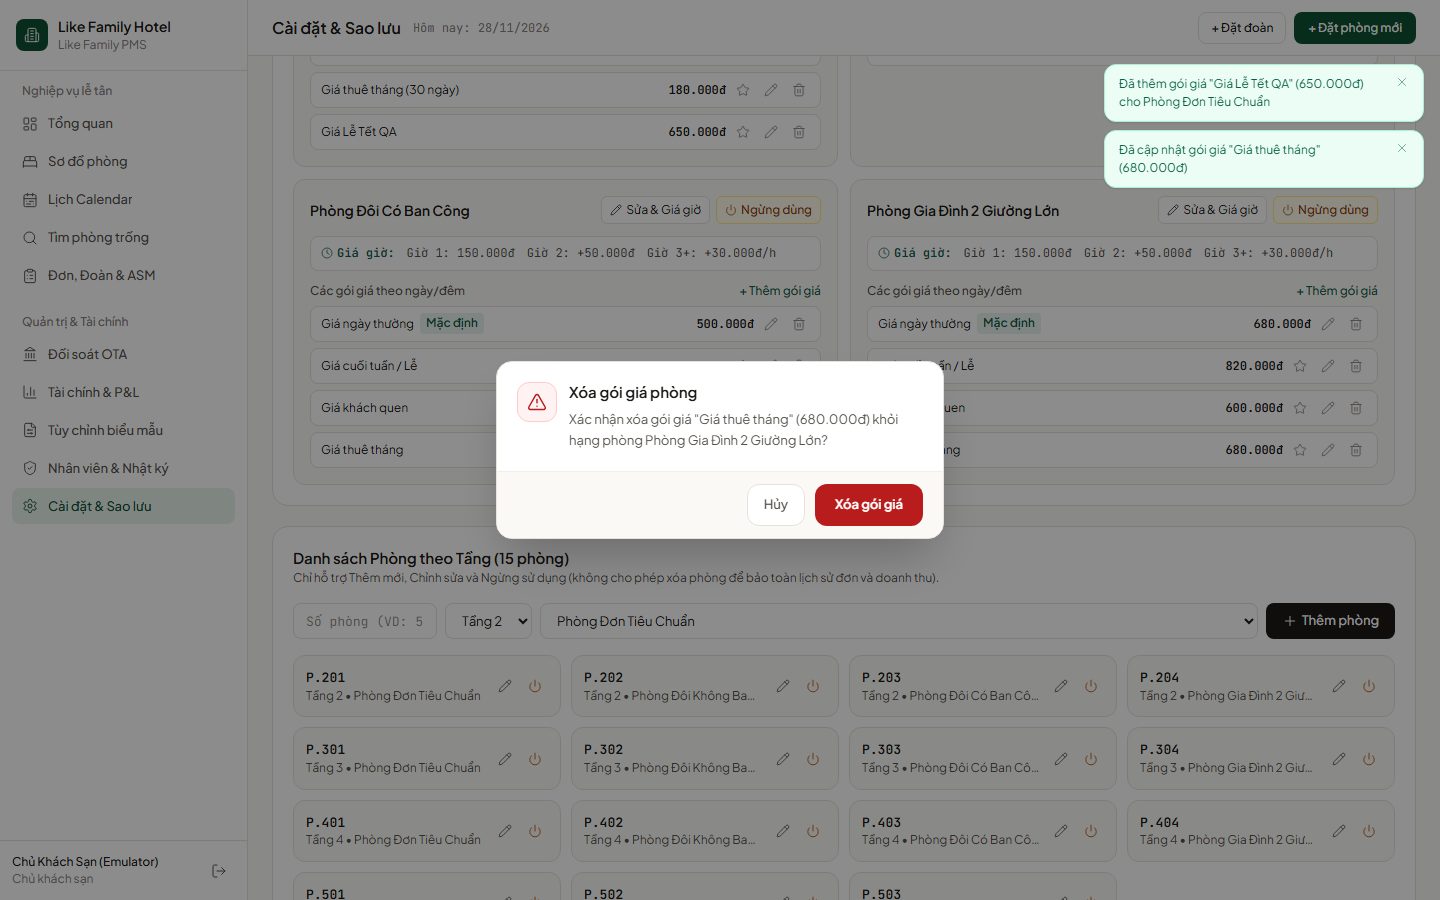 Like Family Hotel
Like Family PMS
Nghiệp vụ lễ tân
Tổng quan
Sơ đồ phòng
Lịch Calendar
Tìm phòng trống
Đơn, Đoàn & ASM
Quản trị & Tài chính
Đối soát OTA
Tài chính & P&L
Tùy chỉnh biểu mẫu
Nhân viên & Nhật ký
Cài đặt & Sao lưu
Chủ Khách Sạn (Emulator)
Chủ khách sạn
Cài đặt & Sao lưu Hôm nay: 28/11/2026
+ Đặt đoàn
+ Đặt phòng mới
Đã thêm gói giá "Giá Lễ Tết QA" (650.000đ)
cho Phòng Đơn Tiêu Chuẩn
Đã cập nhật gói giá "Giá thuê tháng"
(680.000đ)
Giá thuê tháng (30 ngày) 180.000đ
Giá Lễ Tết QA 650.000đ
Phòng Đôi Có Ban Công Sửa & Giá giờ Ngừng dùng
Giá giờ: Giờ 1: 150.000đ Giờ 2: +50.000đ Giờ 3+: +30.000đ/h
Các gói giá theo ngày/đêm + Thêm gói giá
Giá ngày thường Mặc định 500.000đ
Giá cuối tuần / Lễ
Giá khách quen
Giá thuê tháng
Phòng Gia Đình 2 Giường Lớn Sửa & Giá giờ Ngừng dùng
Giá giờ: Giờ 1: 150.000đ Giờ 2: +50.000đ Giờ 3+: +30.000đ/h
Các gói giá theo ngày/đêm + Thêm gói giá
Giá ngày thường Mặc định 680.000đ
/ Lễ 820.000đ
600.000đ
680.000đ
Xóa gói giá phòng
Xác nhận xóa gói giá "Giá thuê tháng" (680.000đ) khỏi
hạng phòng Phòng Gia Đình 2 Giường Lớn?
Hủy
Xóa gói giá
Danh sách Phòng theo Tầng (15 phòng)
Chỉ hỗ trợ Thêm mới, Chỉnh sửa và Ngừng sử dụng (không cho phép xóa phòng để bảo toàn lịch sử đơn và doanh thu).
Số phòng (VD: 5 Tầng 2 Phòng Đơn Tiêu Chuẩn + Thêm phòng
P.201
Tầng 2 • Phòng Đơn Tiêu Chuẩn
P.202
Tầng 2 • Phòng Đôi Không Ba...
P.203
Tầng 2 • Phòng Đôi Có Ban Cô...
P.204
Tầng 2 • Phòng Gia Đình 2 Giư...
P.301
Tầng 3 • Phòng Đơn Tiêu Chuẩn
P.302
Tầng 3 • Phòng Đôi Không Ba...
P.303
Tầng 3 • Phòng Đôi Có Ban Cô...
P.304
Tầng 3 • Phòng Gia Đình 2 Giư...
P.401
Tầng 4 • Phòng Đơn Tiêu Chuẩn
P.402
Tầng 4 • Phòng Đôi Không Ba...
P.403
Tầng 4 • Phòng Đôi Có Ban Cô...
P.404
Tầng 4 • Phòng Gia Đình 2 Giư...
P.501
P.502
P.503